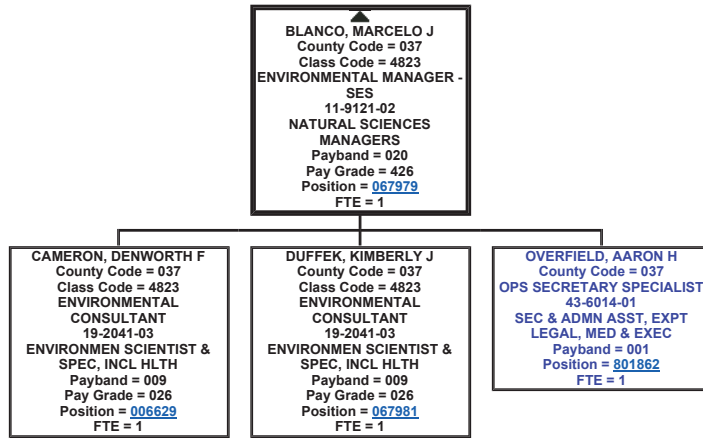 BLANCO, MARCELO J
County Code = 037
Class Code = 4823
ENVIRONMENTAL MANAGER -
SES
11-9121-02
NATURAL SCIENCES
MANAGERS
Payband = 020
Pay Grade = 426
Position = 067979
FTE = 1
CAMERON, DENWORTH F
County Code = 037
Class Code = 4823
ENVIRONMENTAL
CONSULTANT
19-2041-03
ENVIRONMEN SCIENTIST &
SPEC, INCL HLTH
Payband = 009
Pay Grade = 026
Position = 006629
FTE = 1
DUFFEK, KIMBERLY J
County Code = 037
Class Code = 4823
ENVIRONMENTAL
CONSULTANT
19-2041-03
ENVIRONMEN SCIENTIST &
SPEC, INCL HLTH
Payband = 009
Pay Grade = 026
Position = 067981
FTE = 1
OVERFIELD, AARON H
County Code = 037
OPS SECRETARY SPECIALIST
43-6014-01
SEC & ADMN ASST, EXPT
LEGAL, MED & EXEC
Payband = 001
Position = 801862
FTE = 1